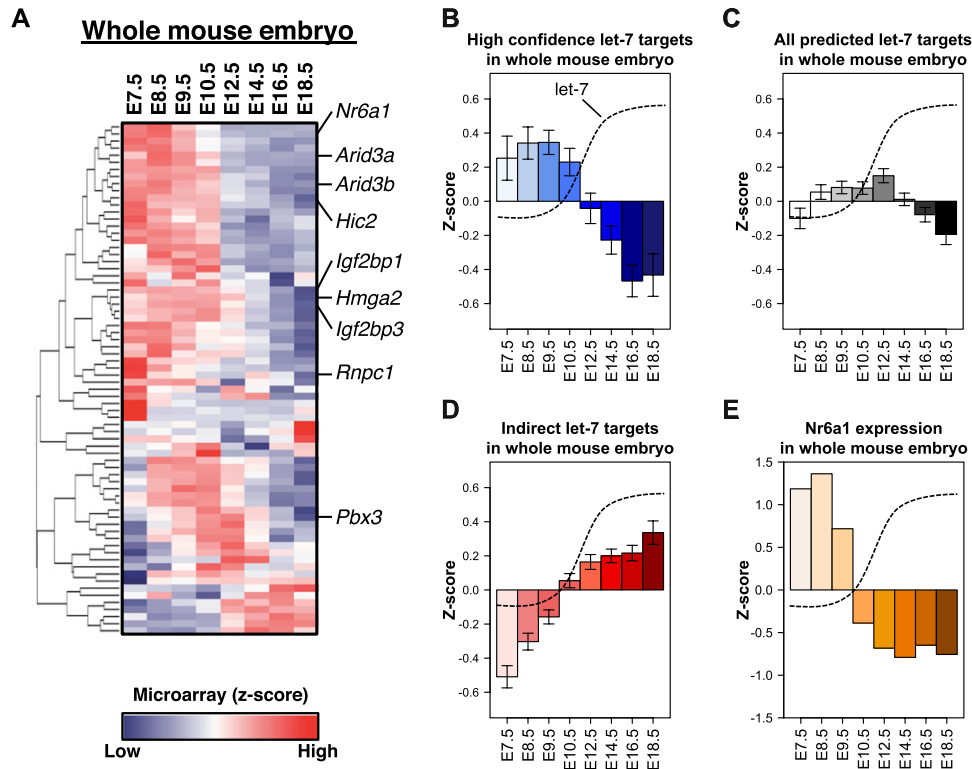 A
Whole mouse embryo
E7.5
E8.5
E9.5
E10.5
E12.5
E14.5
E16.5
E18.5
Nr6a1
Arid3a
Arid3b
Hic2
Igf2bp1
Hmga2
Igf2bp3
Rnpc1
Pbx3
Microarray (z-score)
Low
High
B
High confidence let-7 targets
in whole mouse embryo
let-7
Z-score
0.6
0.4
0.2
0.0
-0.2
-0.4
-0.6
E7.5
E8.5
E9.5
E10.5
E12.5
E14.5
E16.5
E18.5
C
All predicted let-7 targets
in whole mouse embryo
Z-score
0.6
0.4
0.2
0.0
-0.2
-0.4
-0.6
E7.5
E8.5
E9.5
E10.5
E12.5
E14.5
E16.5
E18.5
D
Indirect let-7 targets
in whole mouse embryo
Z-score
0.6
0.4
0.2
0.0
-0.2
-0.4
-0.6
E7.5
E8.5
E9.5
E10.5
E12.5
E14.5
E16.5
E18.5
E
Nr6a1 expression
in whole mouse embryo
Z-score
1.5
1.0
0.5
0.0
-0.5
-1.0
-1.5
E7.5
E8.5
E9.5
E10.5
E12.5
E14.5
E16.5
E18.5